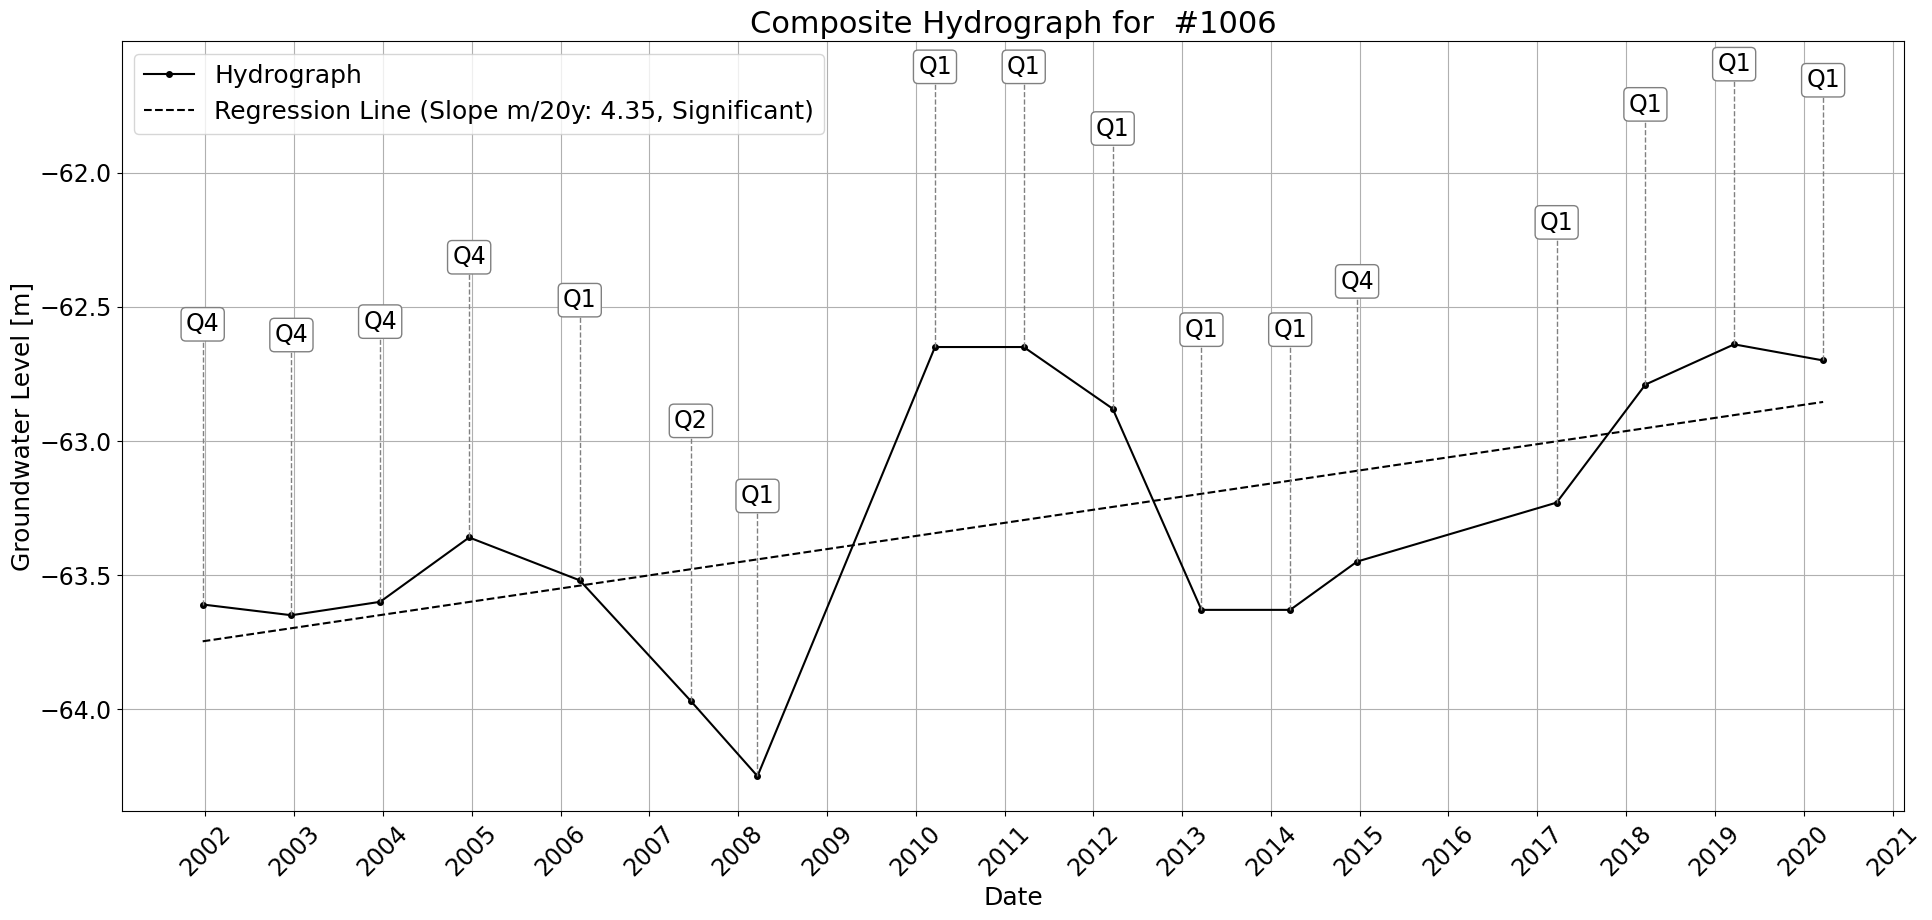 Composite Hydrograph for  #1006
Hydrograph
Regression Line (Slope m/20y: 4.35, Significant)
Q1
Q1
Q1
Q1
Q1
Q1
Q1
Q4
Q1
Q4
Q4
Q4
Q4
Q1
Q1
Q1
Q2
Q1
Groundwater Level [m]
−62.0
−62.5
−63.0
−63.5
−64.0
2002
2003
2004
2005
2006
2007
2008
2009
2010
2011
2012
2013
2014
2015
2016
2017
2018
2019
2020
2021
Date